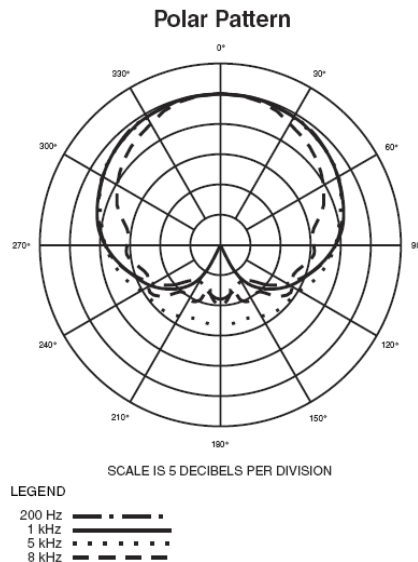 Polar Pattern
0°
330° 30°
300° 60°
270° 90
240° 120°
210° 150°
180°
SCALE IS 5 DECIBELS PER DIVISION
LEGEND
200 Hz
1 kHz
5 kHz
8 kHz